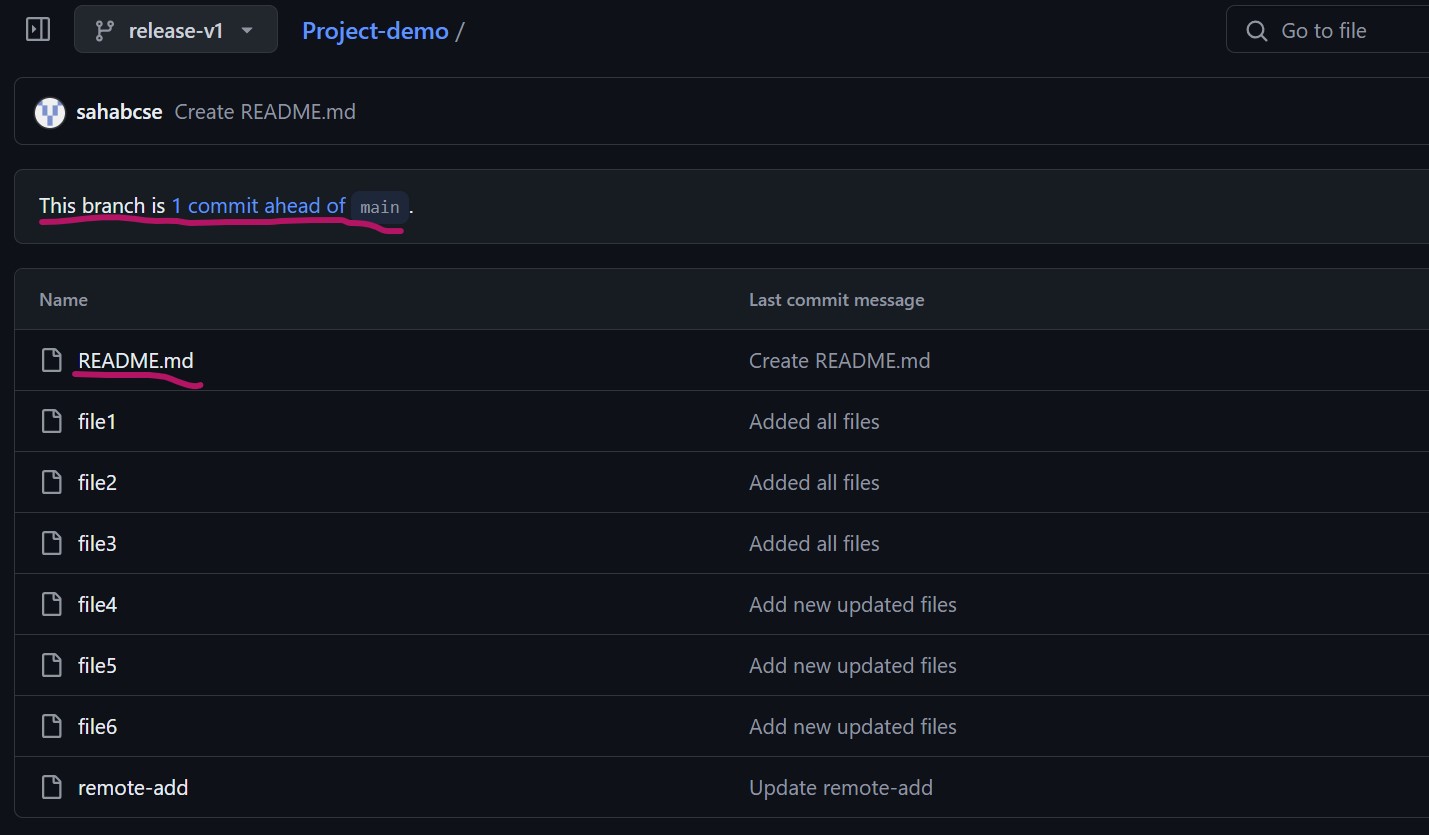 release-v1 Project-demo / Go to file
sahabcse Create README.md
This branch is 1 commit ahead of main .
Name Last commit message
README.md Create README.md
file1 Added all files
file2 Added all files
file3 Added all files
file4 Add new updated files
file5 Add new updated files
file6 Add new updated files
remote-add Update remote-add